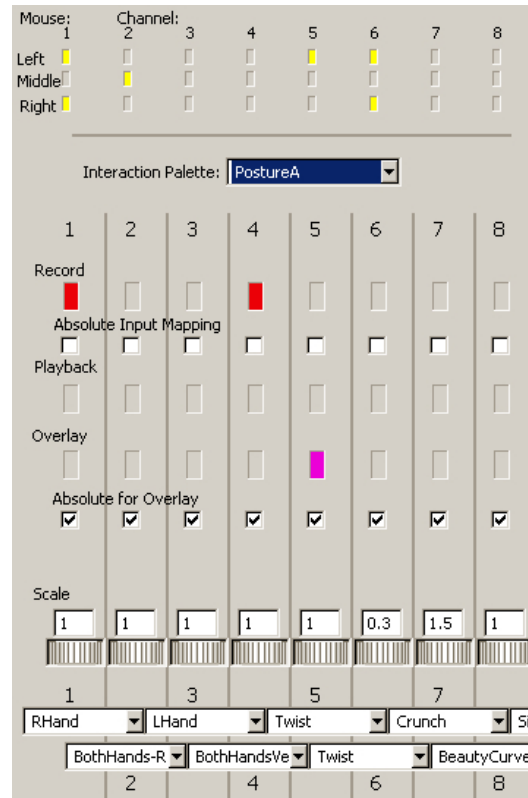 Mouse: Channel:
1 2 3 4 5 6 7 8
Left
Middle
Right
Interaction Palette: PostureA
1 2 3 4 5 6 7 8
Record
Absolute Input Mapping
Playback
Overlay
Absolute for Overlay
Scale
1 1 1 1 1 0.3 1.5 1
1 3 5 7
RHand LHand Twist Crunch Si
BothHands-R BothHandsVe Twist BeautyCurve
2 4 6 8